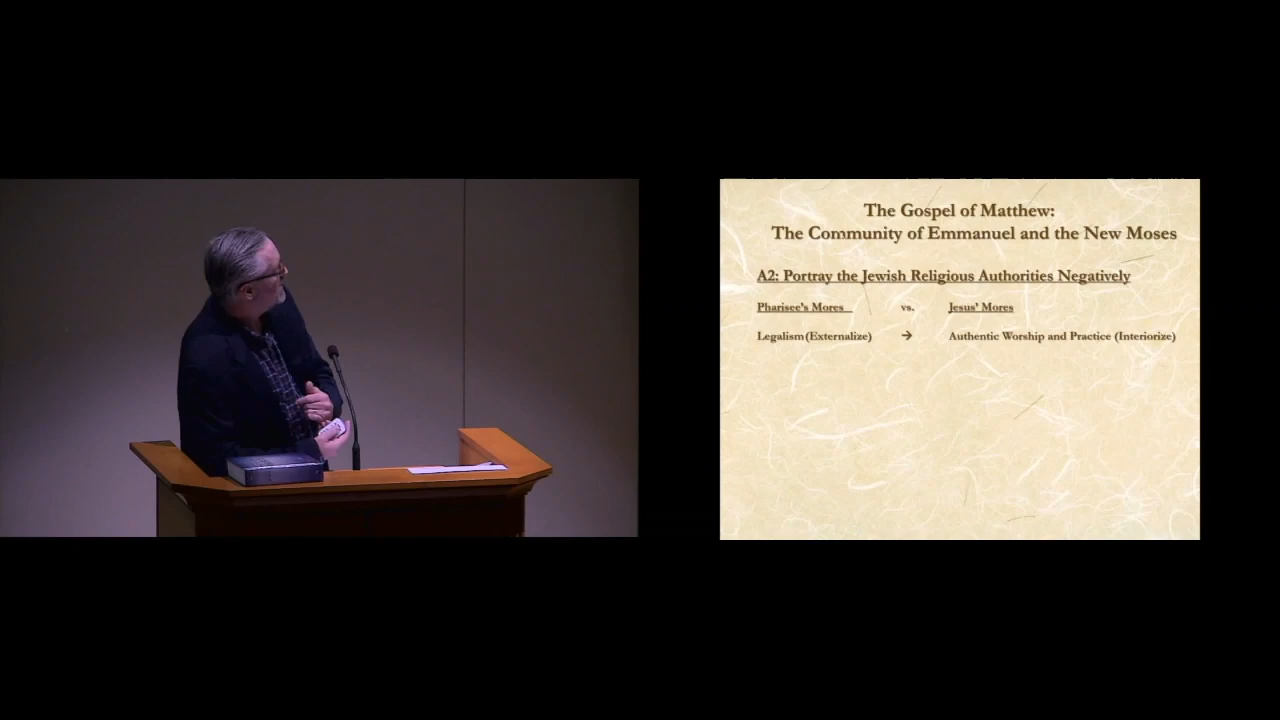 The Gospel of Matthew:
The Community of Emmanuel and the New Moses
A2: Portray the Jewish Religious Authorities Negatively
Pharisee's Mores vs. Jesus' Mores
Legalism (Externalize) → Authentic Worship and Practice (Interiorize)